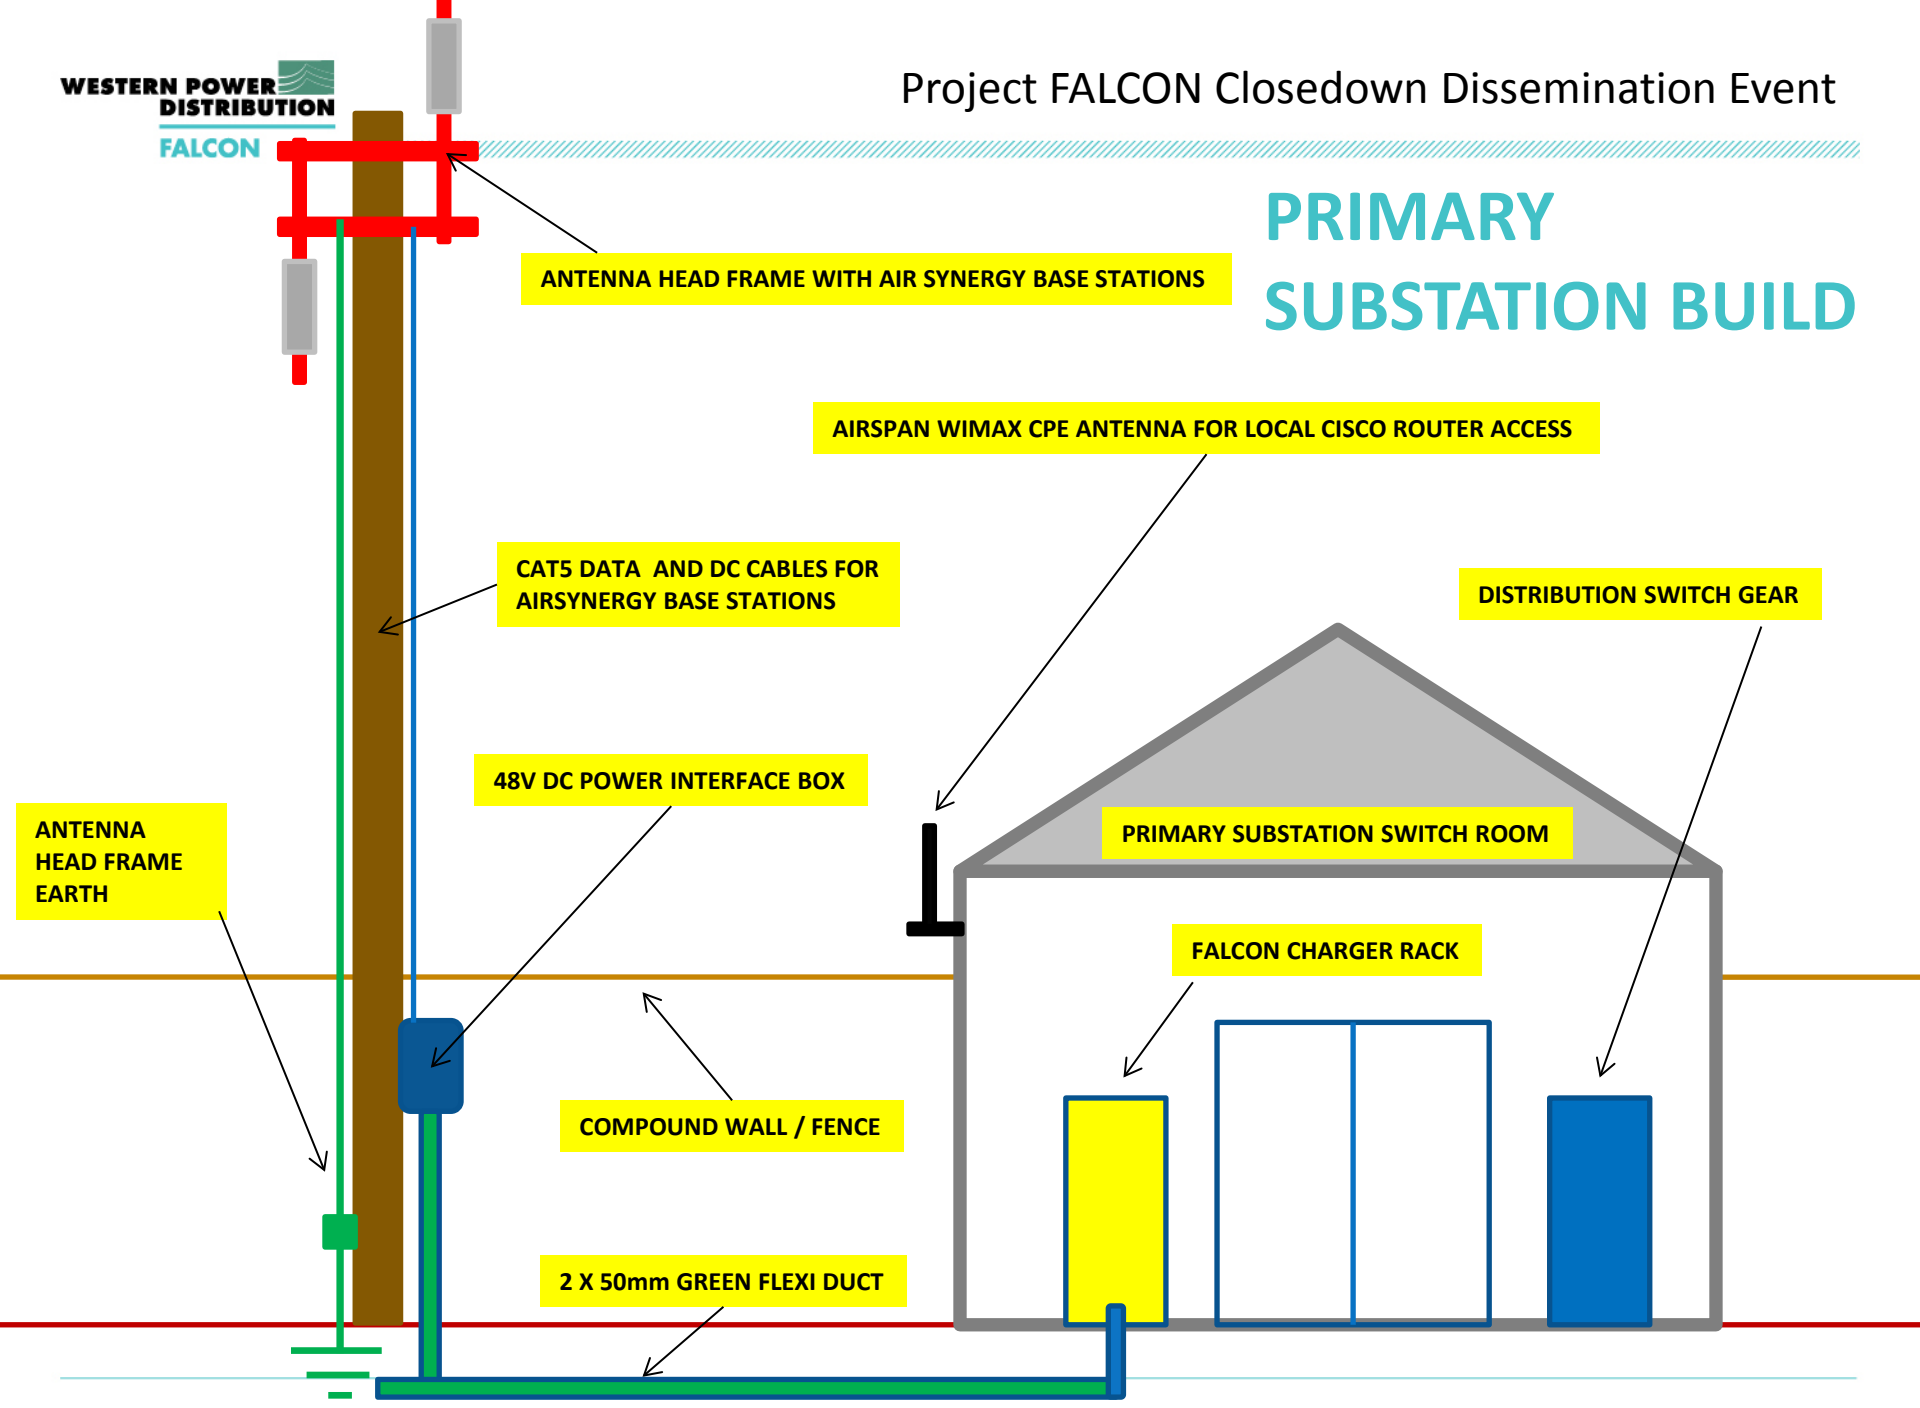 WESTERN POWER
DISTRIBUTION
FALCON
Project FALCON Closedown Dissemination Event
PRIMARY
SUBSTATION BUILD
ANTENNA HEAD FRAME WITH AIR SYNERGY BASE STATIONS
AIRSPAN WIMAX CPE ANTENNA FOR LOCAL CISCO ROUTER ACCESS
CAT5 DATA  AND DC CABLES FOR
AIRSYNERGY BASE STATIONS
DISTRIBUTION SWITCH GEAR
48V DC POWER INTERFACE BOX
ANTENNA
HEAD FRAME
EARTH
PRIMARY SUBSTATION SWITCH ROOM
FALCON CHARGER RACK
COMPOUND WALL / FENCE
2 X 50mm GREEN FLEXI DUCT